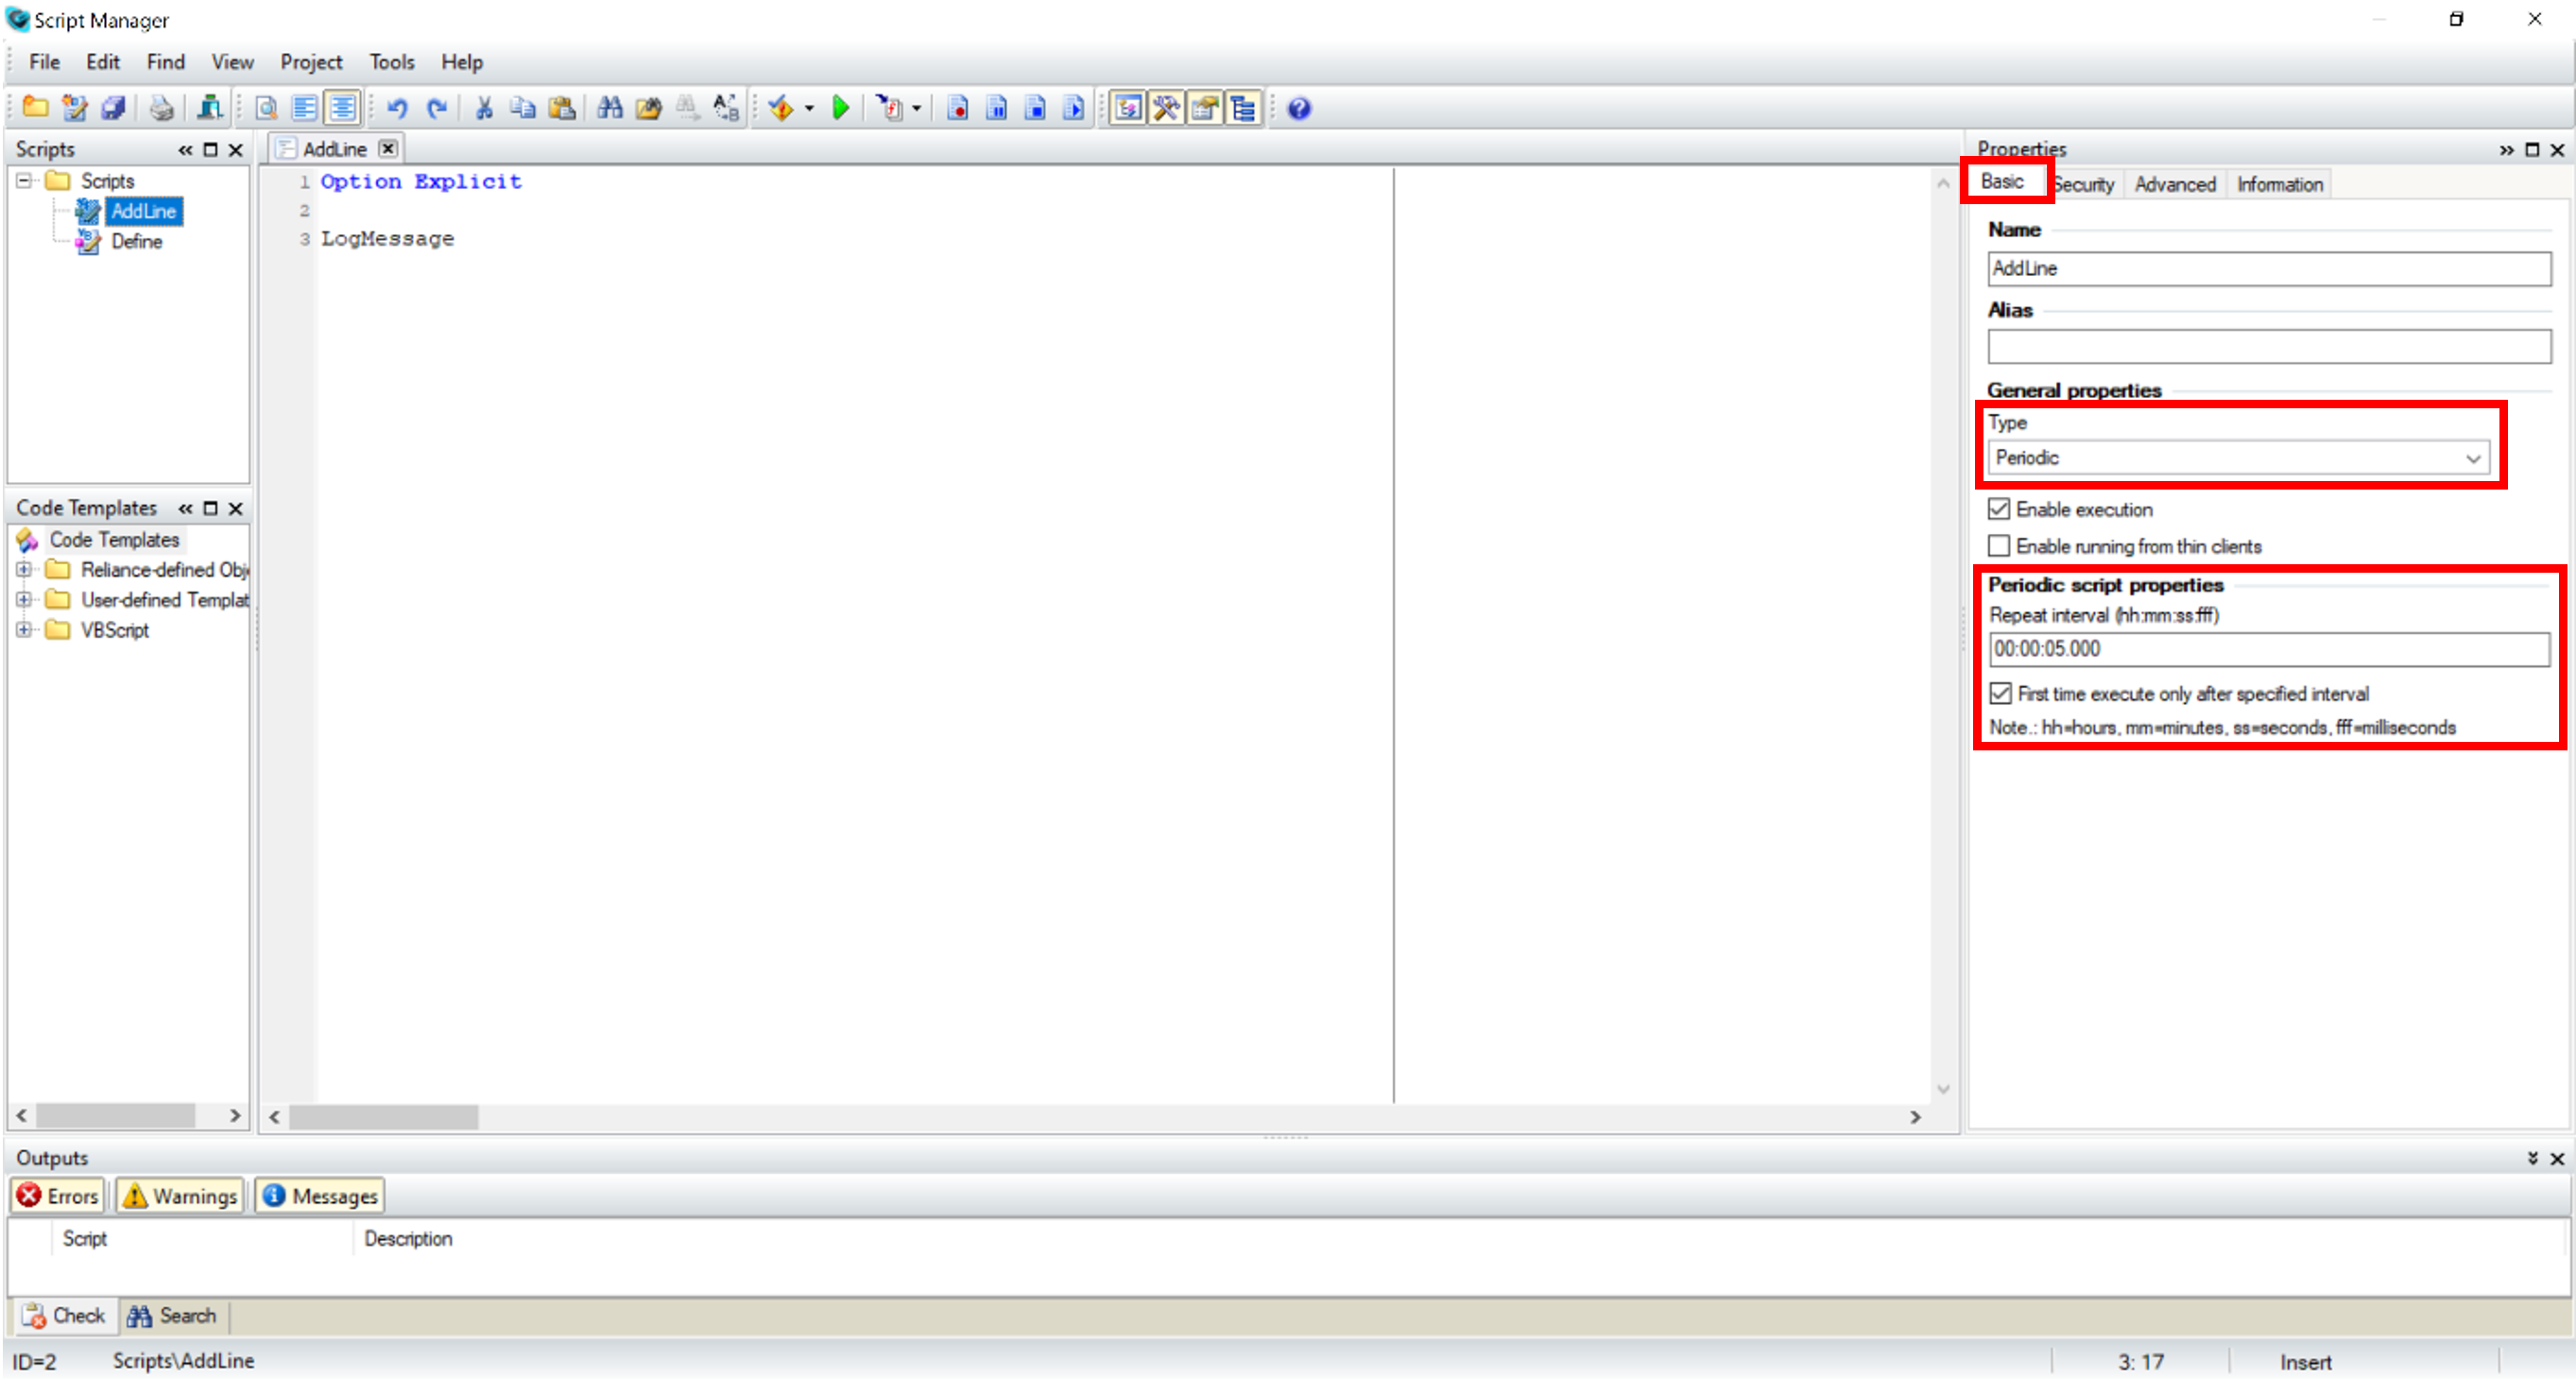 Script Manager
File Edit Find View Project Tools Help
Scripts
Scripts
AddLine
Define
Code Templates
Code Templates
Reliance-defined
User-defined
VBScript
AddLine
1 Option Explicit
2
3 LogMessage
Properties
Basic Security Advanced Information
Name
AddLine
Alias
General properties
Type
Periodic
Enable execution
Enable running from thin clients
Periodic script properties
Repeat interval (hh:mm:ss:fff)
00:00:05.000
First time execute only after specified interval
Note.: hh=hours, mm=minutes, ss=seconds, fff=milliseconds
Outputs
Errors Warnings Messages
Script Description
Check Search
ID=2 Scripts\AddLine 3: 17 Insert